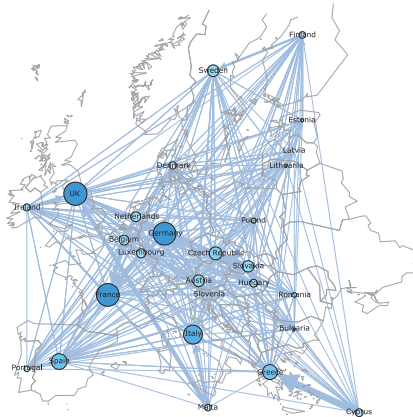 Finland
Sweden
Estonia
Latvia
Denmark
Lithuania
UK
Ireland
Netherlands
Poland
Germany
Belgium
Luxembourg
Czech Republic
Slovakia
Austria
Hungary
France
Slovenia
Romania
Italy
Bulgaria
Spain
Portugal
Greece
Malta
Cyprus